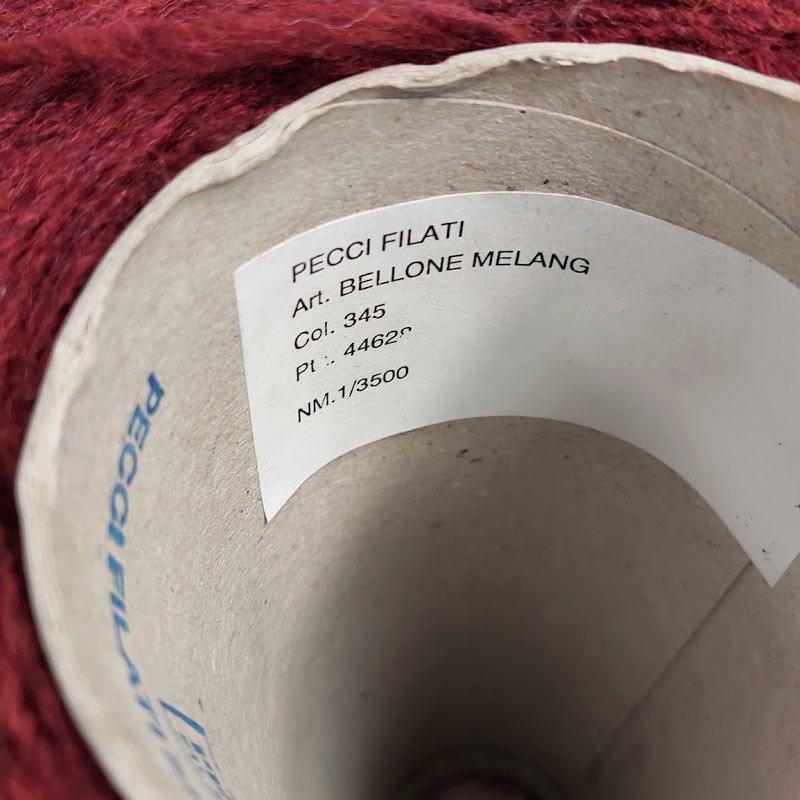 PECCI FILATI
Art. BELLONE MELANG
Col. 345
NM.1/3500
PECCI FILATI